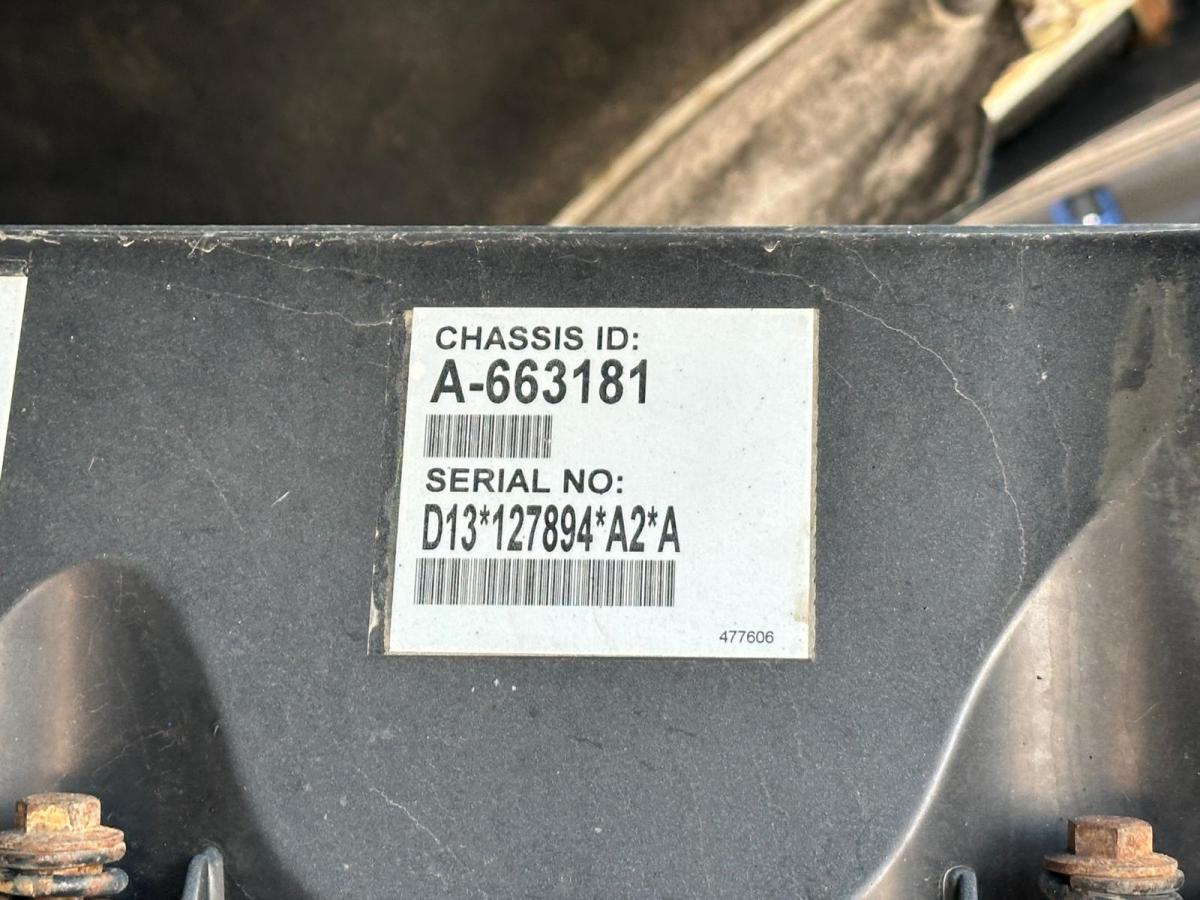 CHASSIS ID:
A-663181
SERIAL NO:
D13*127894*A2*A
477606